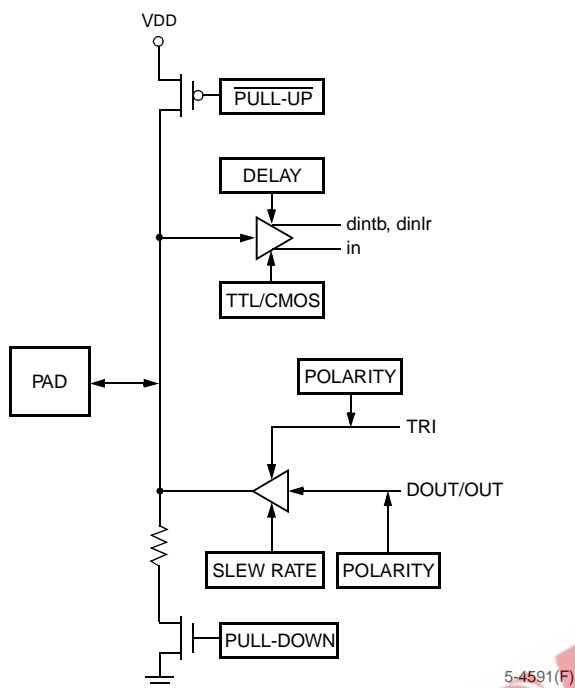 VDD
PULL-UP
DELAY
dintb, dinlr
in
TTL/CMOS
PAD
POLARITY
TRI
DOUT/OUT
SLEW RATE
POLARITY
PULL-DOWN
5-4591(F)